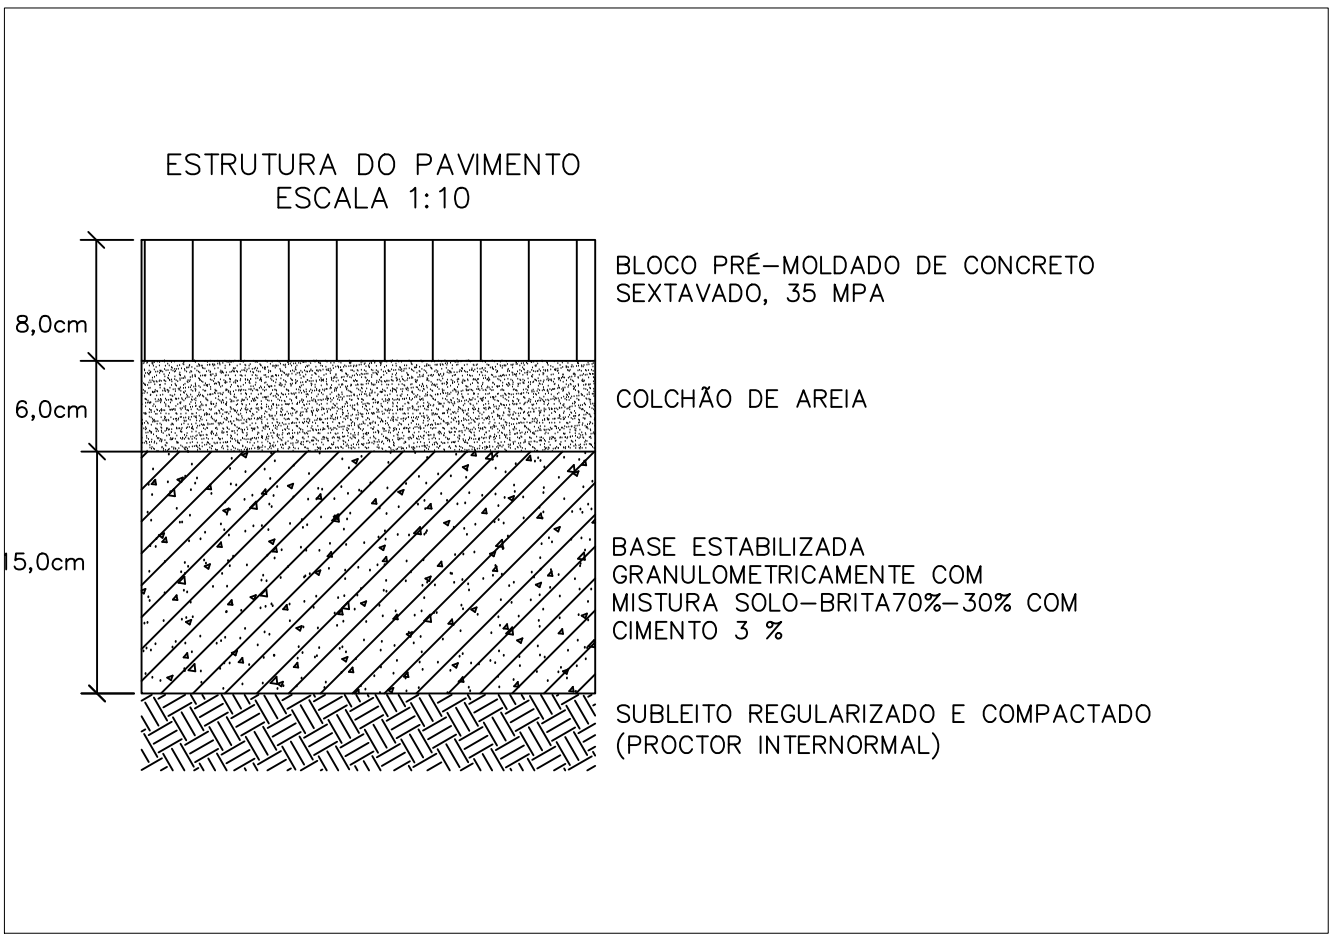 ESTRUTURA DO PAVIMENTO
ESCALA 1:10
BLOCO PRÉ-MOLDADO DE CONCRETO
SEXTAVADO, 35 MPA
8,0cm
COLCHÃO DE AREIA
6,0cm
BASE ESTABILIZADA
GRANULOMETRICAMENTE COM
MISTURA SOLO-BRITA70%-30% COM
CIMENTO 3 %
15,0cm
SUBLEITO REGULARIZADO E COMPACTADO
(PROCTOR INTERNORMAL)